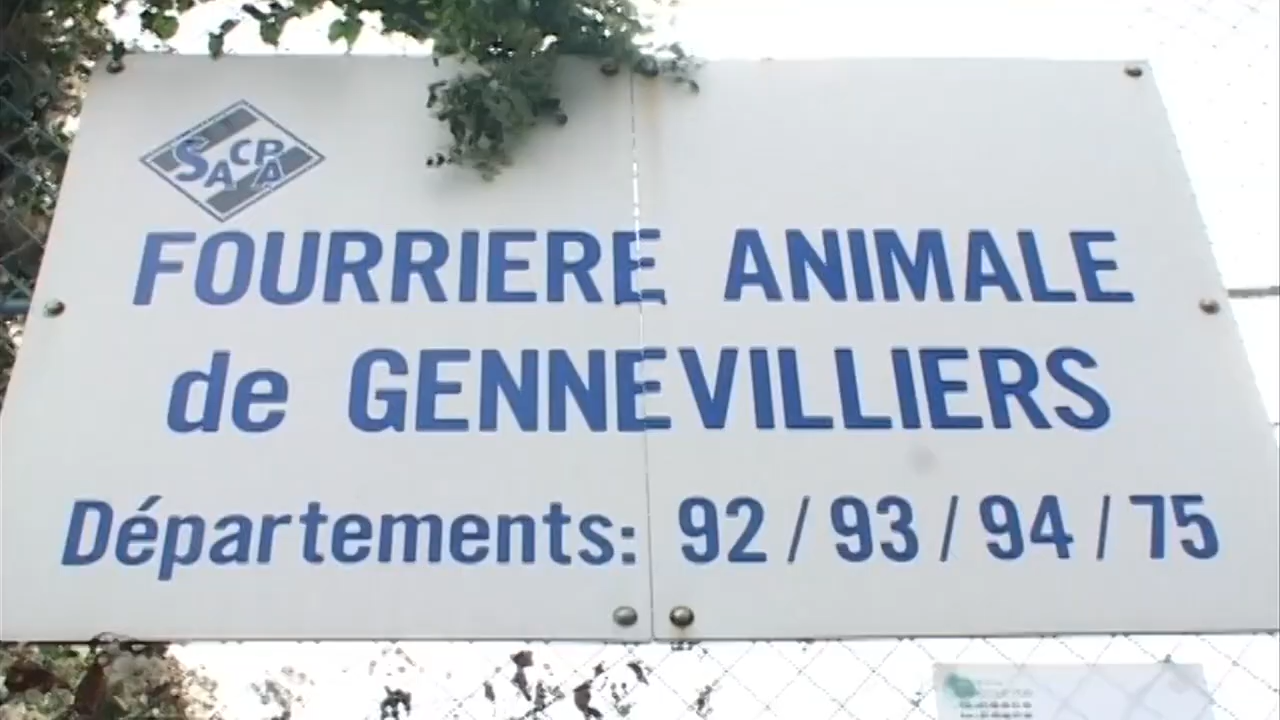 SACPA
FOURRIERE ANIMALE
de GENNEVILLIERS
Départements: 92 / 93 / 94 / 75